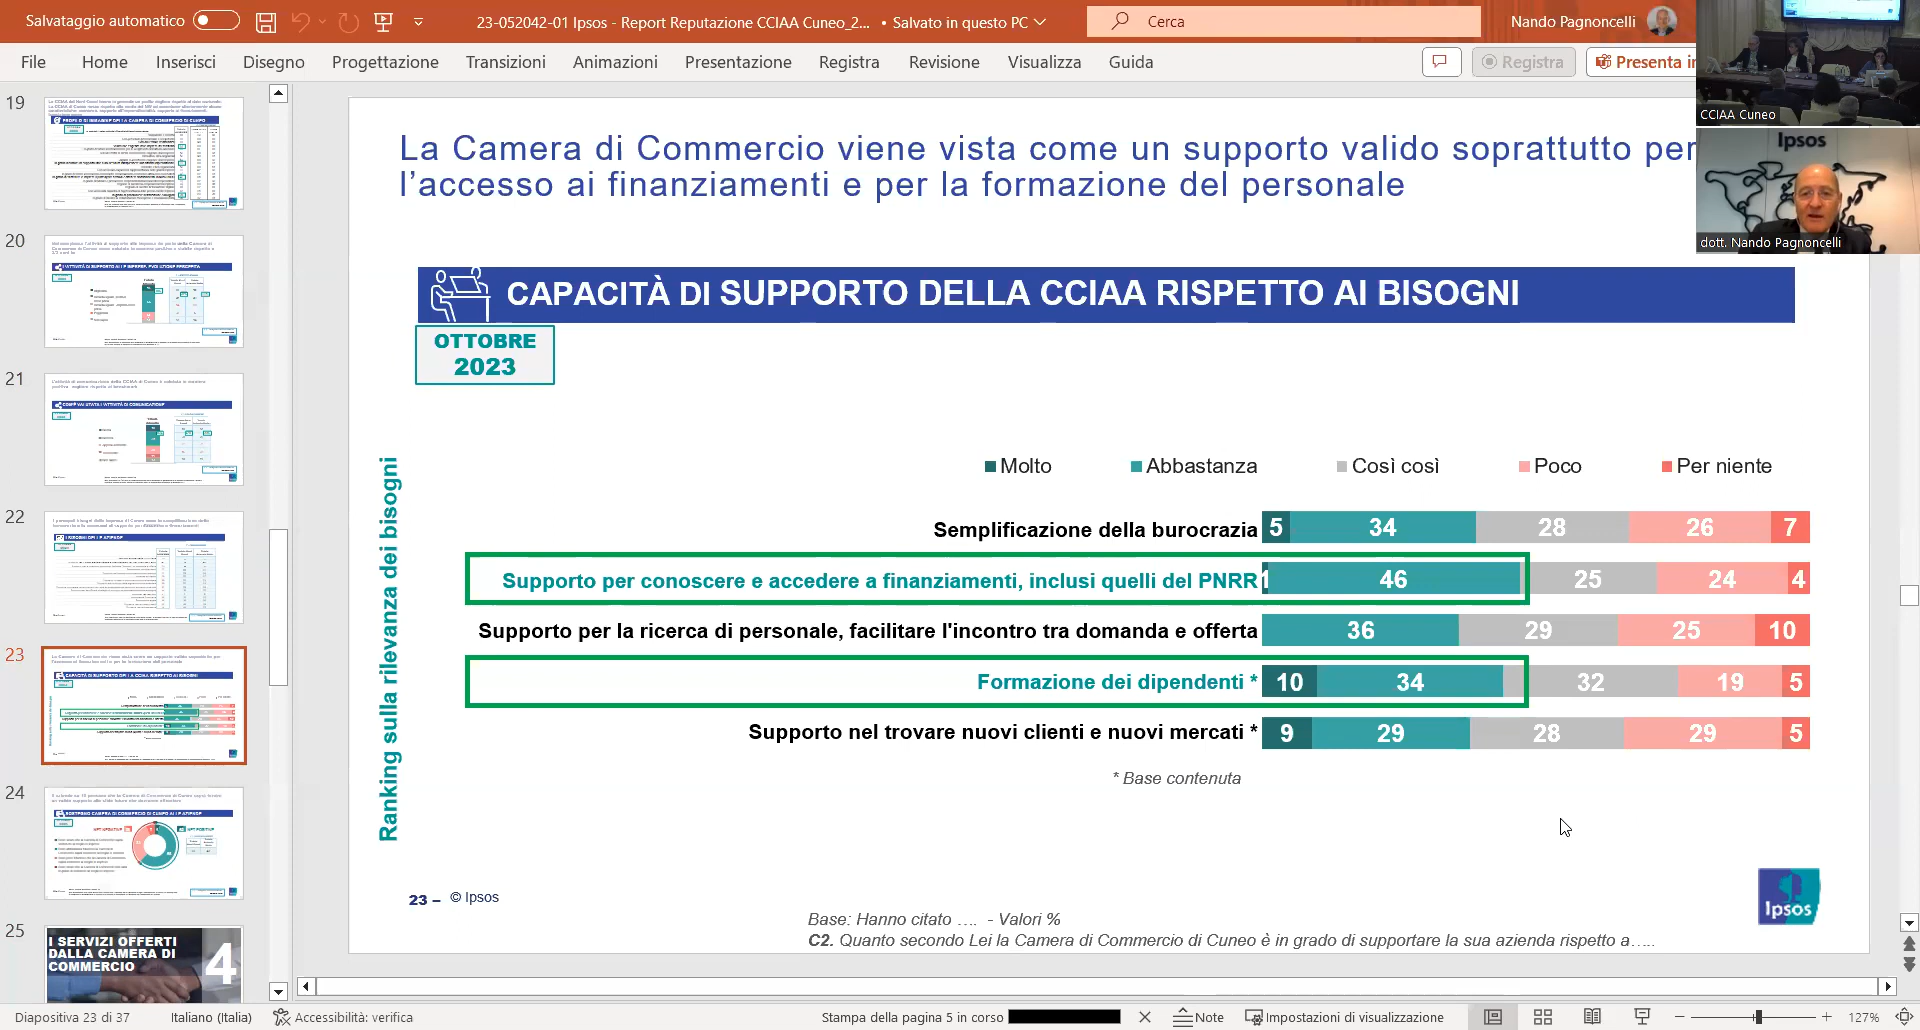 Salvataggio automatico
23-052042-01 Ipsos - Report Reputazione CCIAA Cuneo_2... • Salvato in questo PC
Cerca
Nando Pagnoncelli
File Home Inserisci Disegno Progettazione Transizioni Animazioni Presentazione Registra Revisione Visualizza Guida
Registra
Presenta in
CCIAA Cuneo
Ipsos
dott. Nando Pagnoncelli
19
20
21
22
23
24
25
I SERVIZI OFFERTI
DALLA CAMERA DI
COMMERCIO
4
La Camera di Commercio viene vista come un supporto valido soprattutto per
l’accesso ai finanziamenti e per la formazione del personale
CAPACITÀ DI SUPPORTO DELLA CCIAA RISPETTO AI BISOGNI
OTTOBRE
2023
Ranking sulla rilevanza dei bisogni
Molto Abbastanza Così così Poco Per niente
Semplificazione della burocrazia 5 34 28 26 7
Supporto per conoscere e accedere a finanziamenti, inclusi quelli del PNRR 1 46 25 24 4
Supporto per la ricerca di personale, facilitare l'incontro tra domanda e offerta 36 29 25 10
Formazione dei dipendenti * 10 34 32 19 5
Supporto nel trovare nuovi clienti e nuovi mercati * 9 29 28 29 5
* Base contenuta
23 – © Ipsos
Ipsos
Base: Hanno citato .... - Valori %
C2. Quanto secondo Lei la Camera di Commercio di Cuneo è in grado di supportare la sua azienda rispetto a…..
Diapositiva 23 di 37 Italiano (Italia) Accessibilità: verifica Stampa della pagina 5 in corso Note Impostazioni di visualizzazione 127%